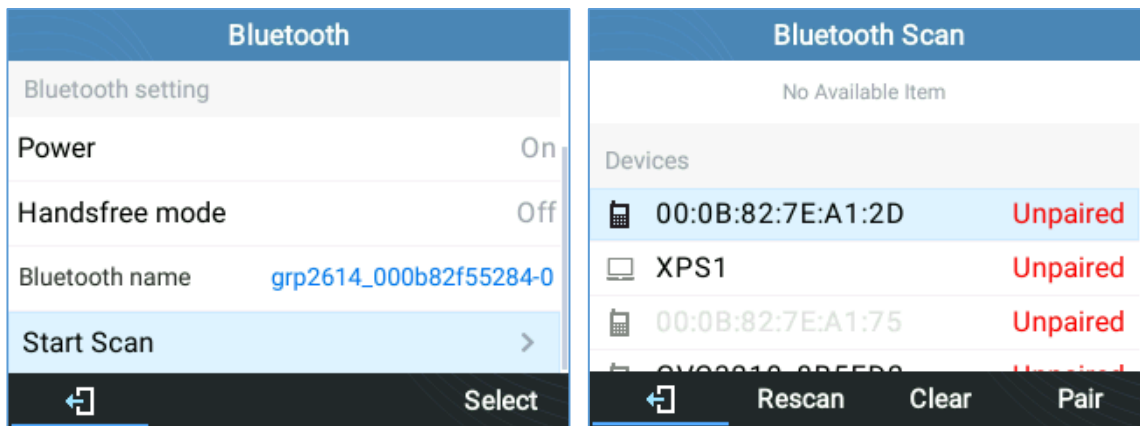 Bluetooth
Bluetooth setting
Power On
Handsfree mode Off
Bluetooth name grp2614_000b82f55284-0
Start Scan
Select
Bluetooth Scan
No Available Item
Devices
00:0B:82:7E:A1:2D Unpaired
XPS1 Unpaired
00:0B:82:7E:A1:75 Unpaired
Rescan Clear Pair